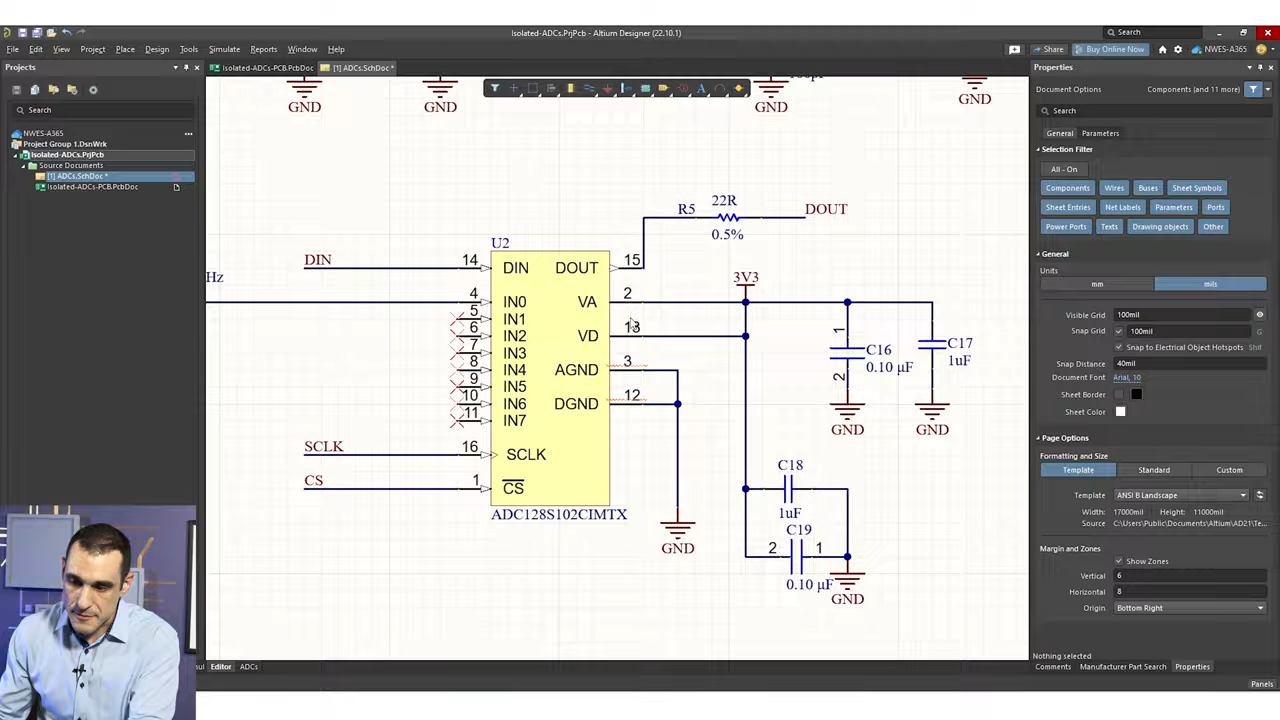 Isolated-ADCs.PrjPcb - Altium Designer (22.10.1)
Search
File Edit View Project Place Design Tools Simulate Reports Window Help
Share Buy Online Now NWES-A365
Projects
Isolated-ADCs-PCB.PcbDoc [1] ADCs.SchDoc *
Properties
Search
NWES-A365
Project Group 1.DsnWrk
Isolated-ADCs.PrjPcb
Source Documents
[1] ADCs.SchDoc *
Isolated-ADCs-PCB.PcbDoc
GND
GND
GND
GND
R5
22R
0.5%
DOUT
U2
DIN
14
DIN
DOUT
15
Hz
4
IN0
VA
2
5
IN1
6
IN2
VD
13
7
IN3
8
IN4
AGND
3
9
IN5
10
IN6
DGND
12
11
IN7
SCLK
16
SCLK
CS
1
CS
ADC128S102CIMTX
GND
3V3
1
C16
0.10 µF
2
GND
C17
1uF
GND
C18
1uF
C19
2
1
0.10 µF
GND
Document Options
Components (and 11 more)
Search
General Parameters
Selection Filter
All - On
Components Wires Buses Sheet Symbols
Sheet Entries Net Labels Parameters Ports
Power Ports Texts Drawing objects Other
General
Units
mm mils
Visible Grid 100mil
Snap Grid 100mil
Snap to Electrical Object Hotspots Shif
Snap Distance 40mil
Document Font Arial, 10
Sheet Border
Sheet Color
Page Options
Formatting and Size
Template Standard Custom
Template ANSI B Landscape
Width: 17000mil Height: 11000mil
Source C:\Users\Public\Documents\Altium\AD21\Te...
Margin and Zones
Show Zones
Vertical 6
Horizontal 8
Origin Bottom Right
Nothing selected
Editor ADCs
Comments Manufacturer Part Search Properties
Panels